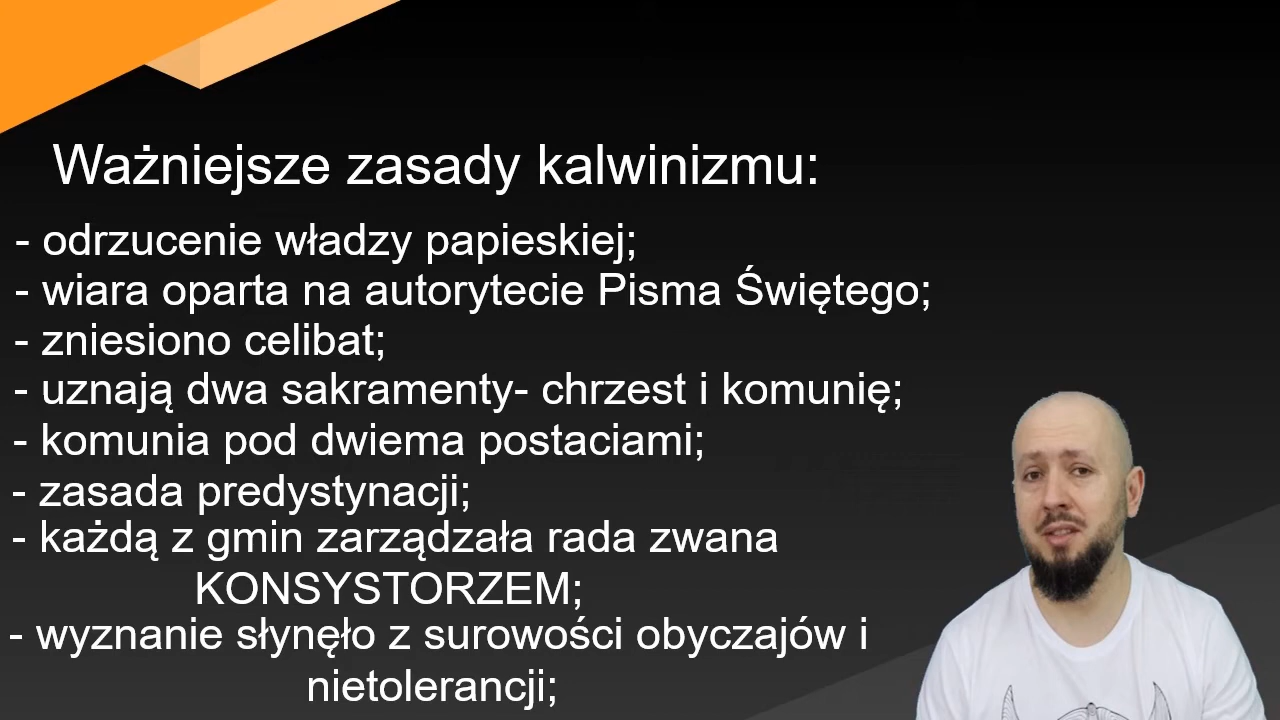 Ważniejsze zasady kalwinizmu:
- odrzucenie władzy papieskiej;
- wiara oparta na autorytecie Pisma Świętego;
- zniesiono celibat;
- uznają dwa sakramenty- chrzest i komunię;
- komunia pod dwiema postaciami;
- zasada predystynacji;
- każdą z gmin zarządzała rada zwana
KONSYSTORZEM;
- wyznanie słynęło z surowości obyczajów i
nietolerancji;